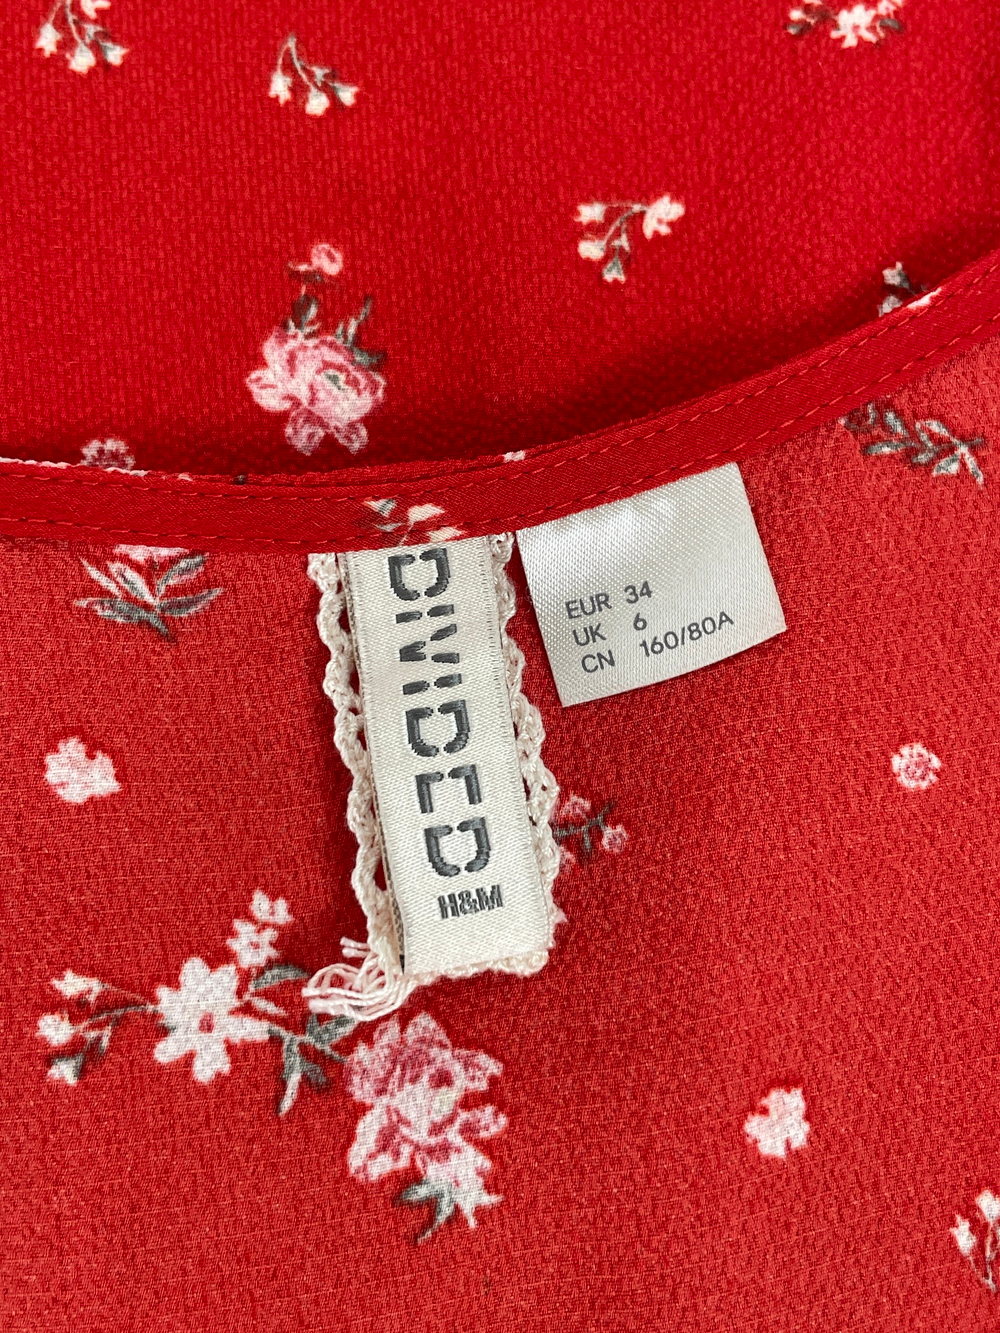 DIVIDED
H&M
EUR 34
UK 6
CN 160/80A